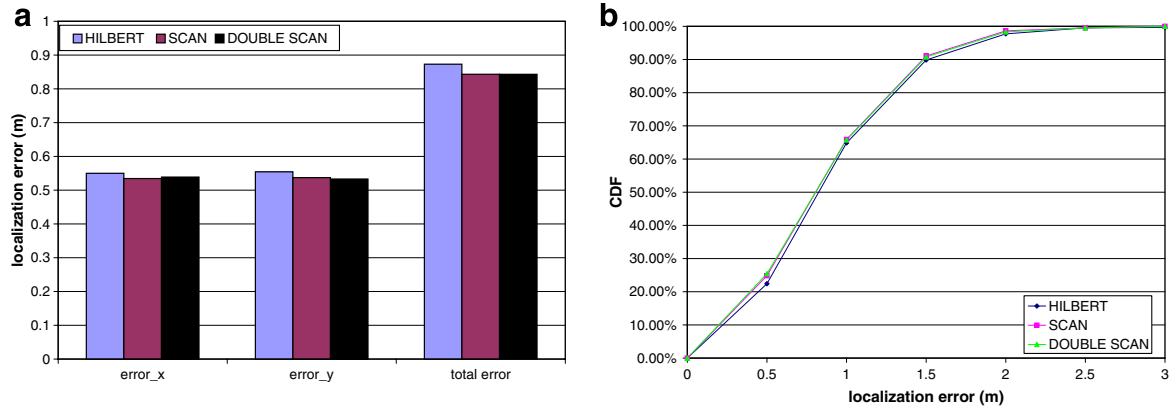 a
1
0.9
0.8
0.7
0.6
0.5
0.4
0.3
0.2
0.1
0
localization error (m)
HILBERT SCAN DOUBLE SCAN
error_x error_y total error
b
100.00%
90.00%
80.00%
70.00%
60.00%
50.00%
40.00%
30.00%
20.00%
10.00%
0.00%
CDF
HILBERT
SCAN
DOUBLE SCAN
0 0.5 1 1.5 2 2.5 3
localization error (m)